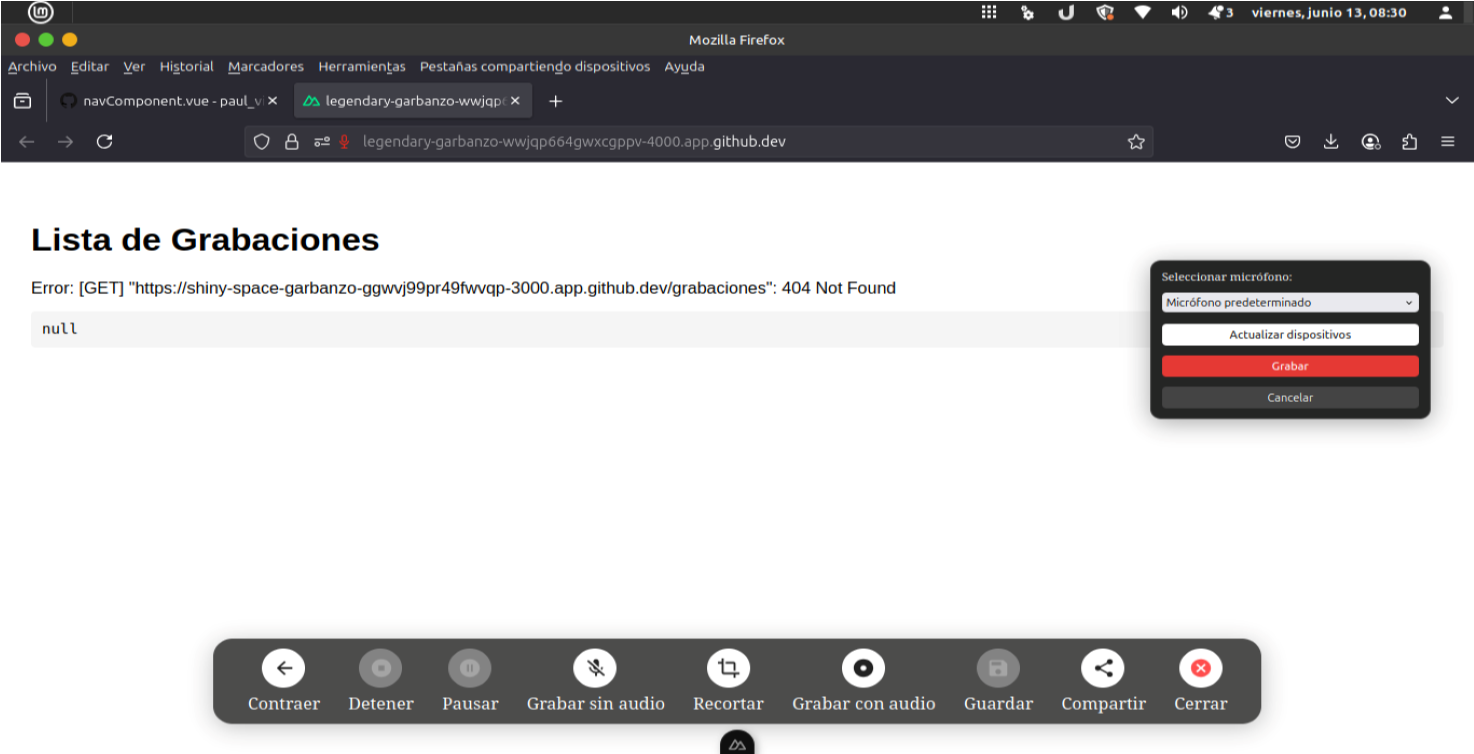 3 viernes, junio 13, 08:30
Mozilla Firefox
Archivo Editar Ver Historial Marcadores Herramientas Pestañas compartiendo dispositivos Ayuda
navComponent.vue - paul_vi legendary-garbanzo-wwjqp6
legendary-garbanzo-wwjqp664gwxcgppv-4000.app.github.dev
Lista de Grabaciones
Error: [GET] "https://shiny-space-garbanzo-ggwvj99pr49fwvqp-3000.app.github.dev/grabaciones": 404 Not Found
null
Seleccionar micrófono:
Micrófono predeterminado
Actualizar dispositivos
Grabar
Cancelar
Contraer Detener Pausar Grabar sin audio Recortar Grabar con audio Guardar Compartir Cerrar